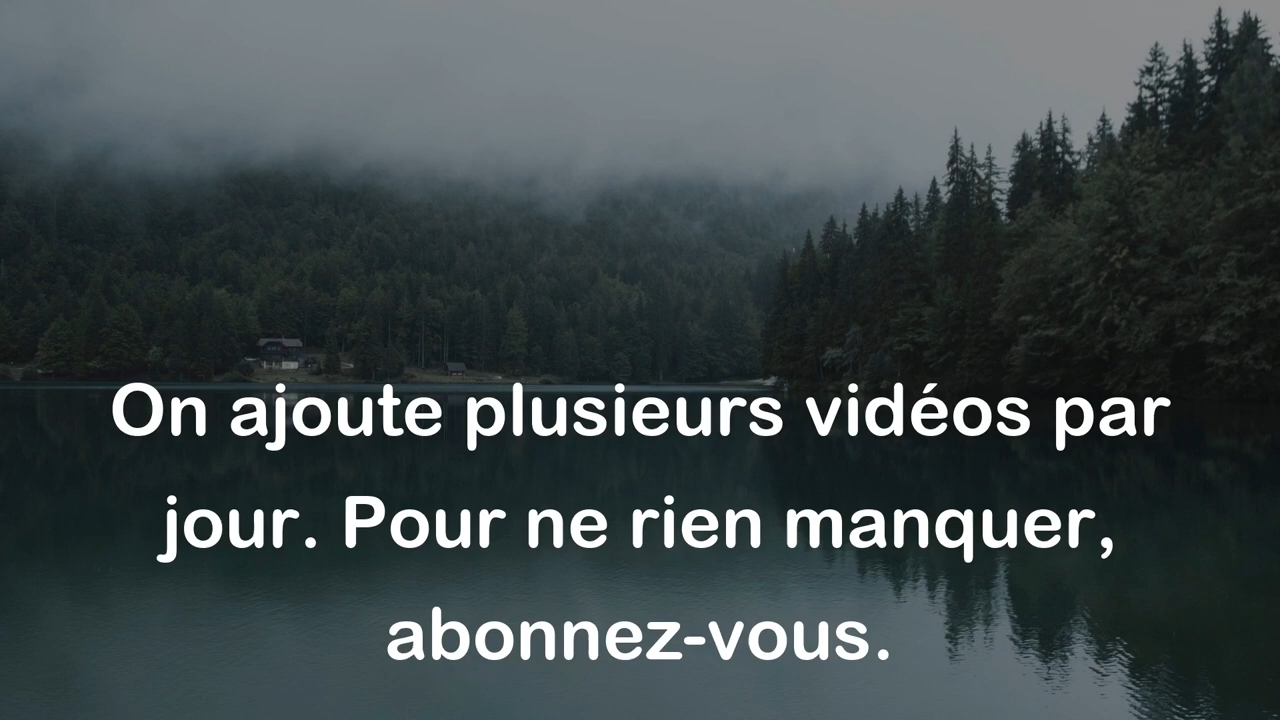 On ajoute plusieurs vidéos par
jour. Pour ne rien manquer,
abonnez-vous.